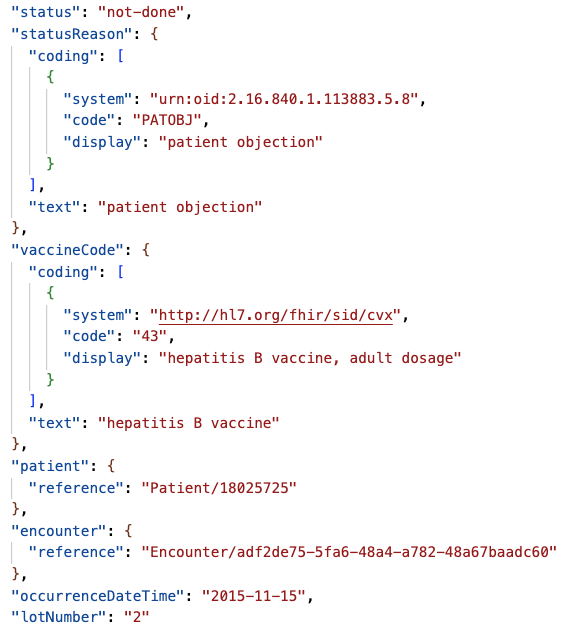 "status": "not-done",
"statusReason": {
"coding": [
{
"system": "urn:oid:2.16.840.1.113883.5.8",
"code": "PATOBJ",
"display": "patient objection"
}
],
"text": "patient objection"
},
"vaccineCode": {
"coding": [
{
"system": "http://hl7.org/fhir/sid/cvx",
"code": "43",
"display": "hepatitis B vaccine, adult dosage"
}
],
"text": "hepatitis B vaccine"
},
"patient": {
"reference": "Patient/18025725"
},
"encounter": {
"reference": "Encounter/adf2de75-5fa6-48a4-a782-48a67baadc60"
},
"occurrenceDateTime": "2015-11-15",
"lotNumber": "2"